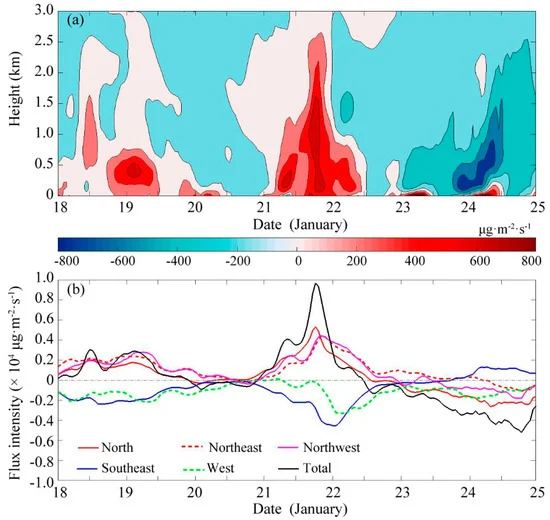 (a)
Height (km)
3.0
2.5
2.0
1.5
1.0
0.5
0
18 19 20 21 22 23 24 25
Date (January)
μg·m⁻²·s⁻¹
-800 -600 -400 -200 0 200 400 600 800
(b)
Flux intensity (× 10⁴ μg·m⁻²·s⁻¹)
1.0
0.8
0.6
0.4
0.2
0
-0.2
-0.4
-0.6
-0.8
-1.0
North Northeast Northwest
Southeast West Total
18 19 20 21 22 23 24 25
Date (January)